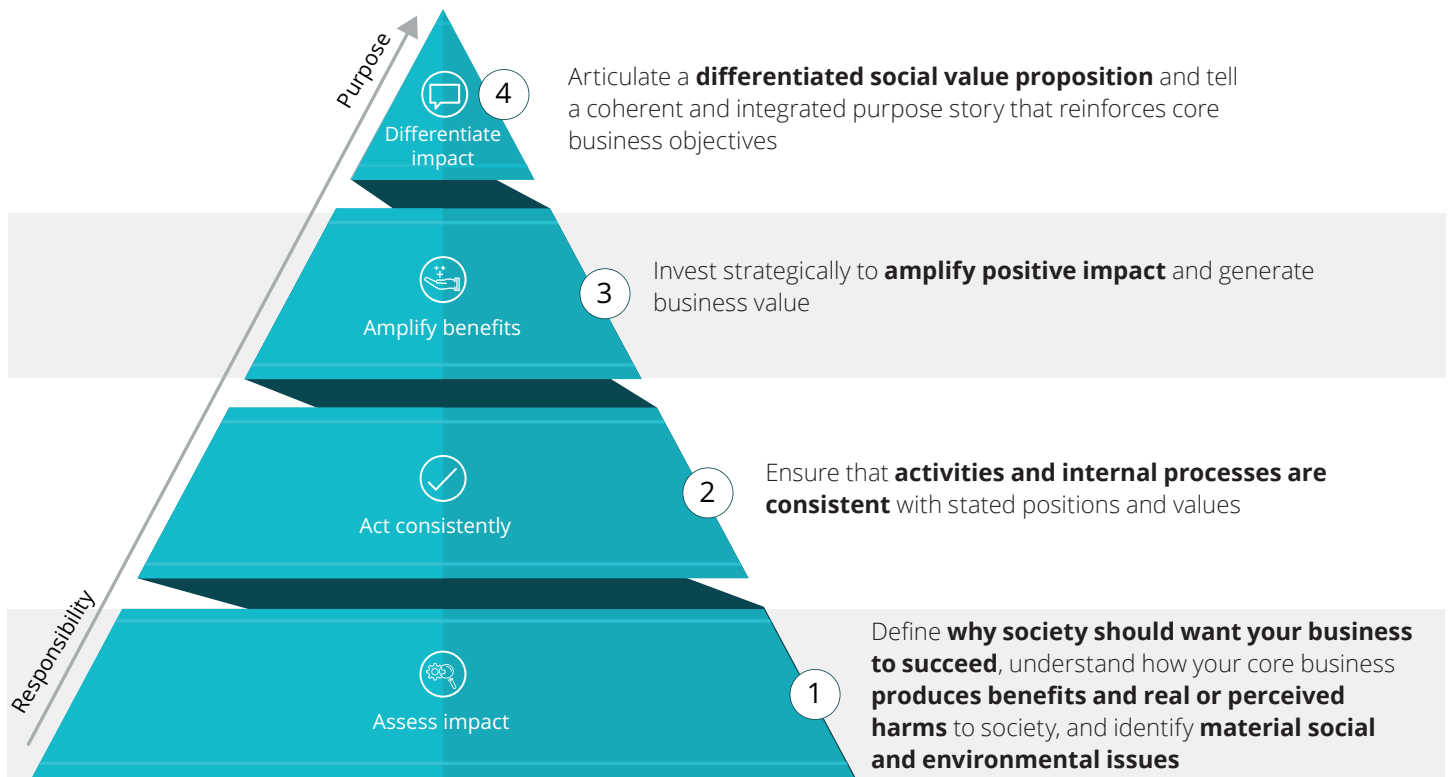 Purpose
4
Differentiate
impact
Articulate a differentiated social value proposition and tell
a coherent and integrated purpose story that reinforces core
business objectives
3
Amplify benefits
Invest strategically to amplify positive impact and generate
business value
2
Act consistently
Ensure that activities and internal processes are
consistent with stated positions and values
Responsibility
1
Assess impact
Define why society should want your business
to succeed, understand how your core business
produces benefits and real or perceived
harms to society, and identify material social
and environmental issues